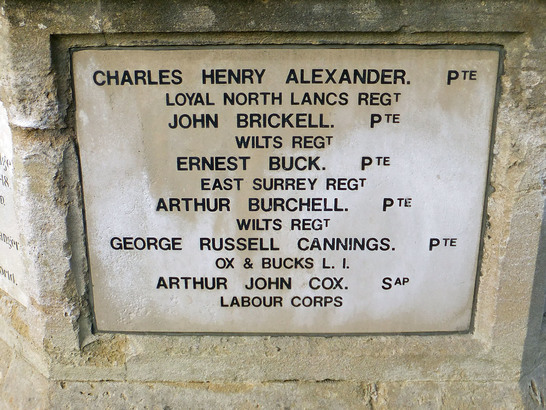 CHARLES HENRY ALEXANDER. PTE
LOYAL NORTH LANCS REGT
JOHN BRICKELL. PTE
WILTS REGT
ERNEST BUCK. PTE
EAST SURREY REGT
ARTHUR BURCHELL. PTE
WILTS REGT
GEORGE RUSSELL CANNINGS. PTE
OX & BUCKS L. I.
ARTHUR JOHN COX. SAP
LABOUR CORPS